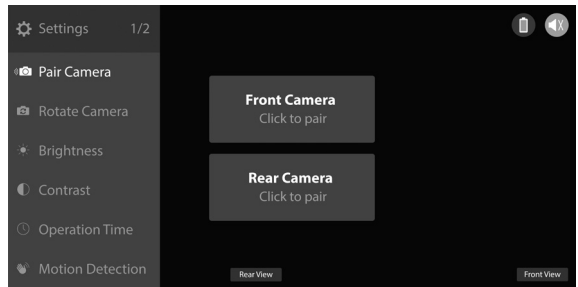 Settings 1/2
Pair Camera
Rotate Camera
Brightness
Contrast
Operation Time
Motion Detection
Front Camera
Click to pair
Rear Camera
Click to pair
Rear View
Front View